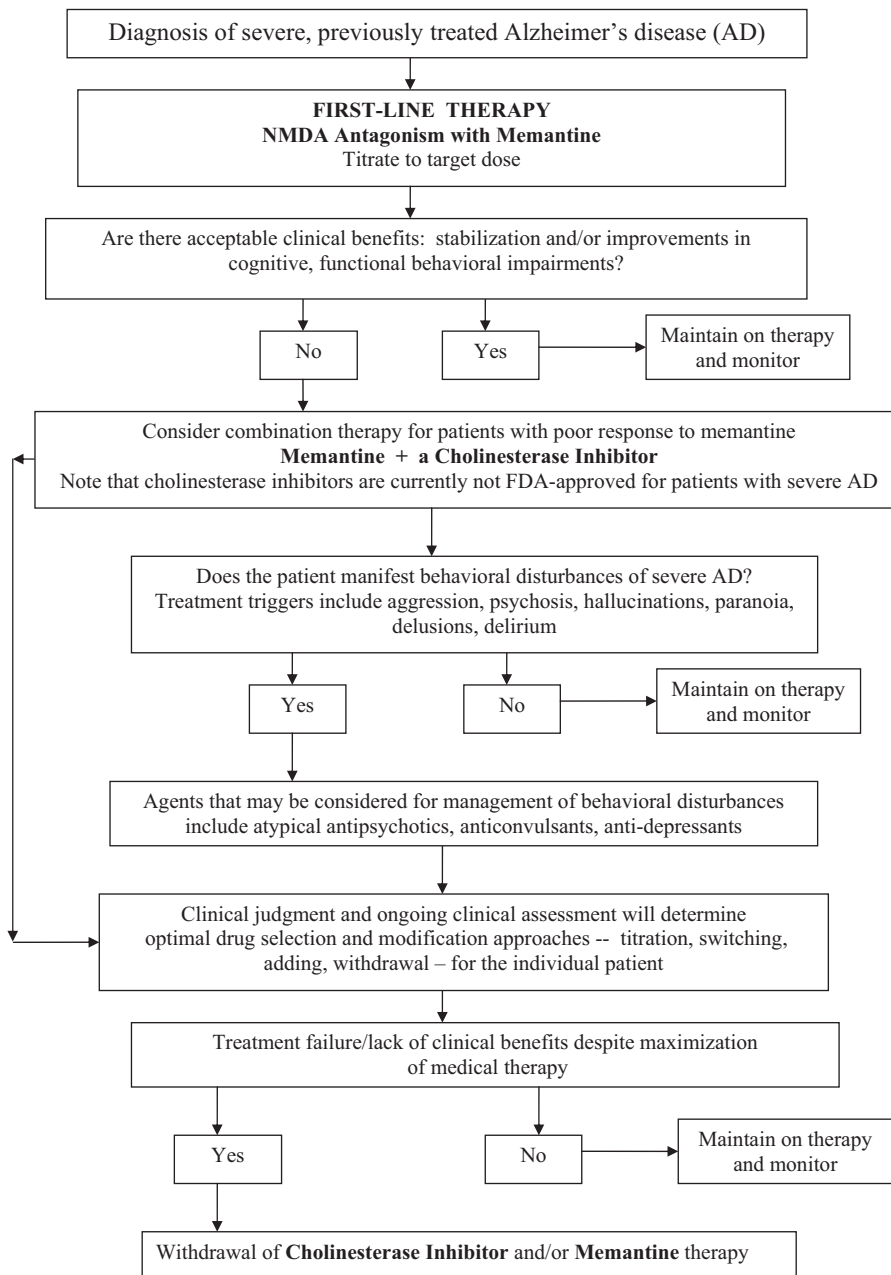 Diagnosis of severe, previously treated Alzheimer’s disease (AD)
FIRST-LINE THERAPY
NMDA Antagonism with Memantine
Titrate to target dose
Are there acceptable clinical benefits: stabilization and/or improvements in
cognitive, functional behavioral impairments?
No
Yes
Maintain on therapy
and monitor
Consider combination therapy for patients with poor response to memantine
Memantine + a Cholinesterase Inhibitor
Note that cholinesterase inhibitors are currently not FDA-approved for patients with severe AD
Does the patient manifest behavioral disturbances of severe AD?
Treatment triggers include aggression, psychosis, hallucinations, paranoia,
delusions, delirium
Yes
No
Maintain on therapy
and monitor
Agents that may be considered for management of behavioral disturbances
include atypical antipsychotics, anticonvulsants, anti-depressants
Clinical judgment and ongoing clinical assessment will determine
optimal drug selection and modification approaches -- titration, switching,
adding, withdrawal – for the individual patient
Treatment failure/lack of clinical benefits despite maximization
of medical therapy
Yes
No
Maintain on therapy
and monitor
Withdrawal of Cholinesterase Inhibitor and/or Memantine therapy